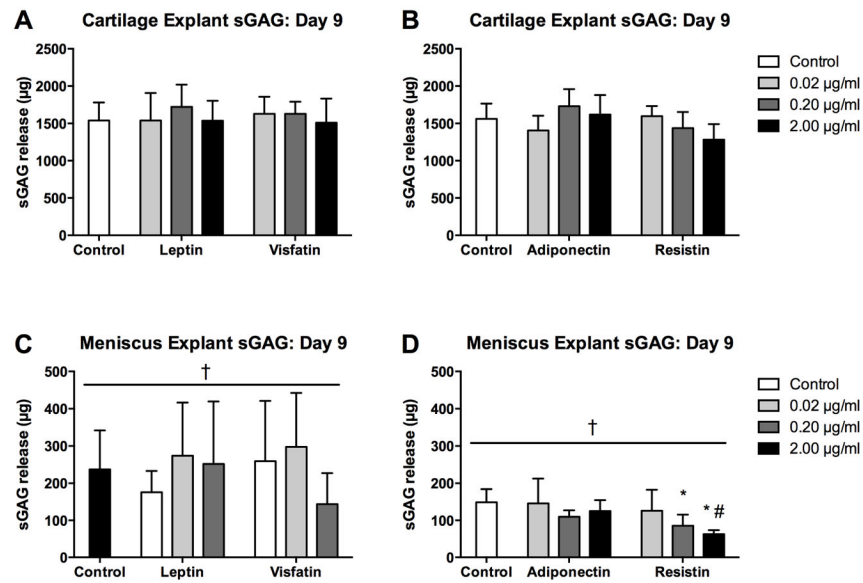 A Cartilage Explant sGAG: Day 9
sGAG release (µg)
2500
2000
1500
1000
500
0
Control Leptin Visfatin
B Cartilage Explant sGAG: Day 9
sGAG release (µg)
2500
2000
1500
1000
500
0
Control Adiponectin Resistin
Control
0.02 µg/ml
0.20 µg/ml
2.00 µg/ml
C Meniscus Explant sGAG: Day 9
sGAG release (µg)
500
400
300
200
100
0
†
Control Leptin Visfatin
D Meniscus Explant sGAG: Day 9
sGAG release (µg)
500
400
300
200
100
0
†
* * #
Control Adiponectin Resistin
Control
0.02 µg/ml
0.20 µg/ml
2.00 µg/ml